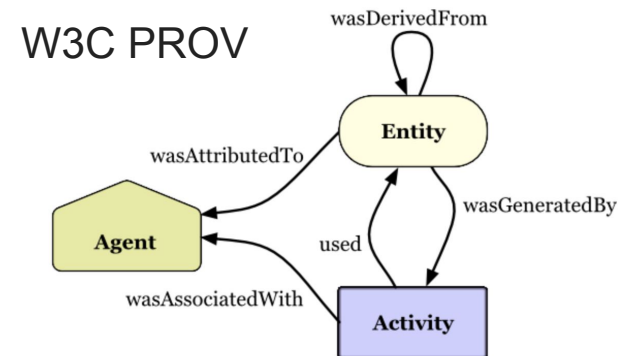 wasDerivedFrom
W3C PROV
Entity
wasAttributedTo
wasGeneratedBy
used
Agent
wasAssociatedWith
Activity